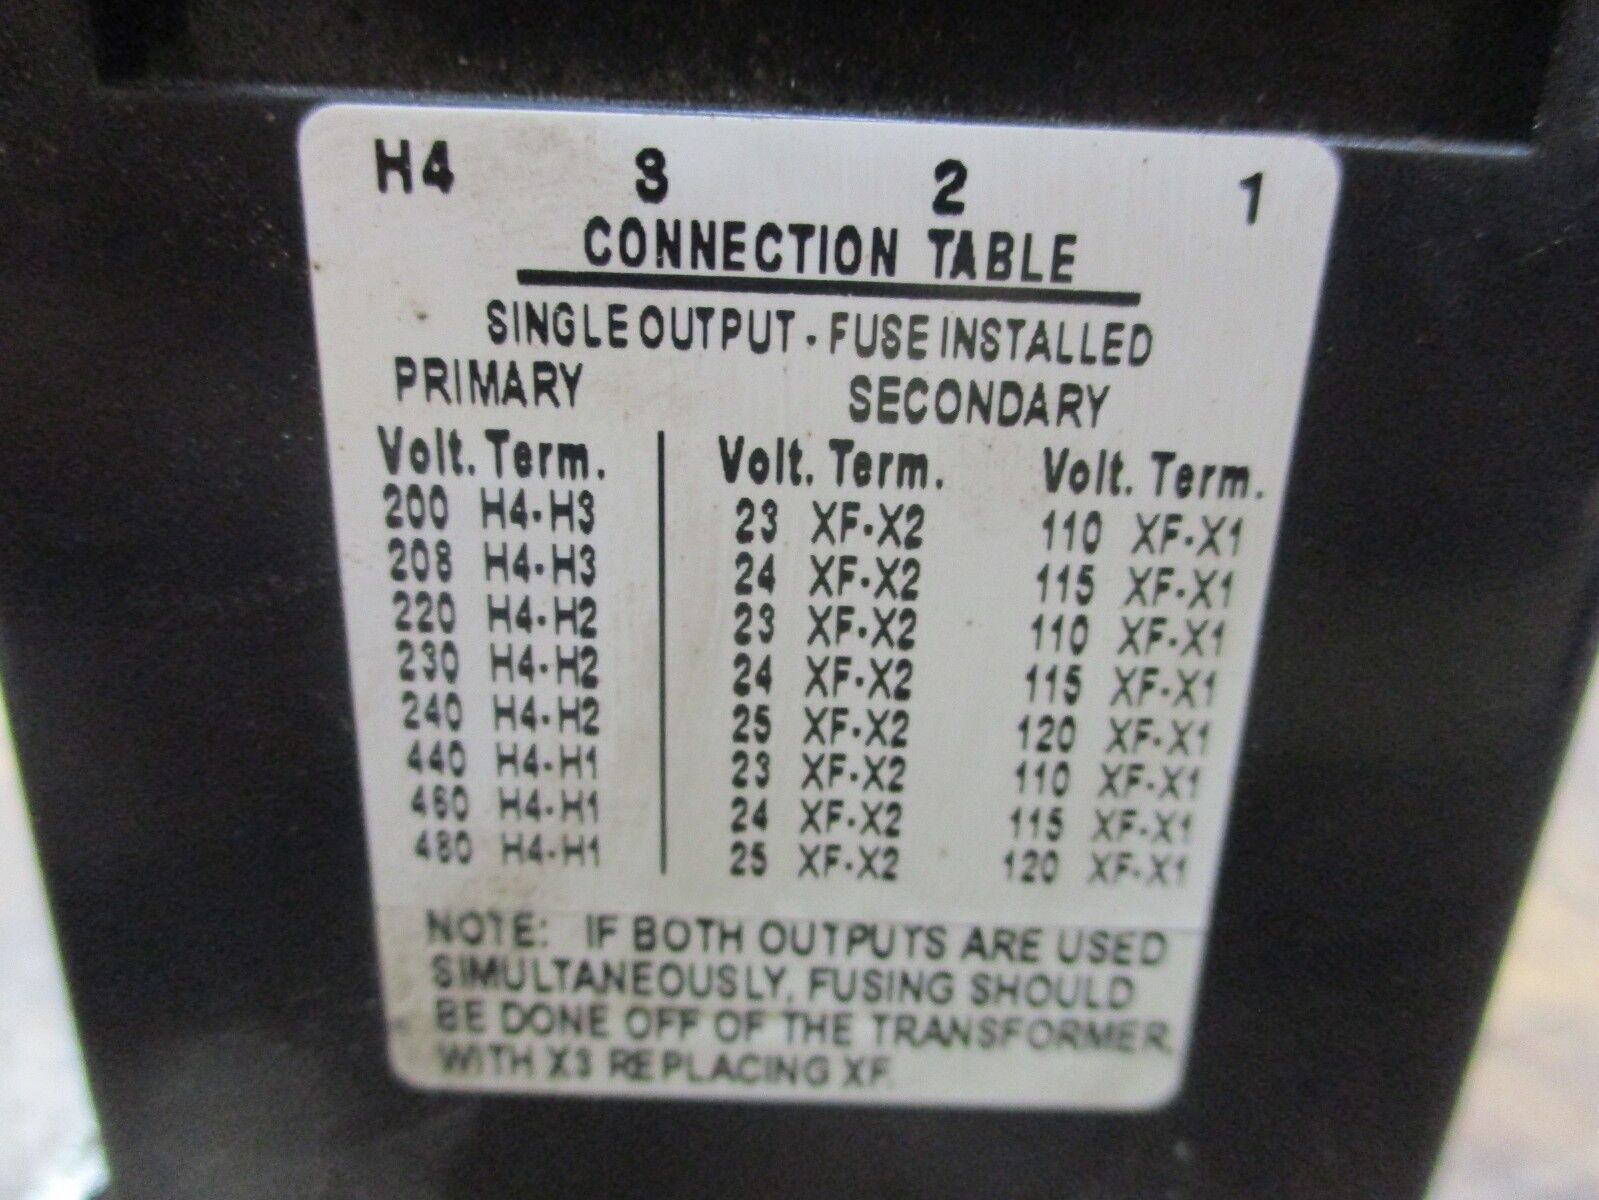 H4 3 2 1
CONNECTION TABLE
SINGLE OUTPUT - FUSE INSTALLED
PRIMARY SECONDARY
Volt. Term. Volt. Term. Volt. Term.
200 H4-H3 23 XF-X2 110 XF-X1
208 H4-H3 24 XF-X2 115 XF-X1
220 H4-H2 23 XF-X2 110 XF-X1
230 H4-H2 24 XF-X2 115 XF-X1
240 H4-H2 25 XF-X2 120 XF-X1
440 H4-H1 23 XF-X2 110 XF-X1
460 H4-H1 24 XF-X2 115 XF-X1
480 H4-H1 25 XF-X2 120 XF-X1
NOTE: IF BOTH OUTPUTS ARE USED
SIMULTANEOUSLY, FUSING SHOULD
BE DONE OFF OF THE TRANSFORMER,
WITH X3 REPLACING XF.